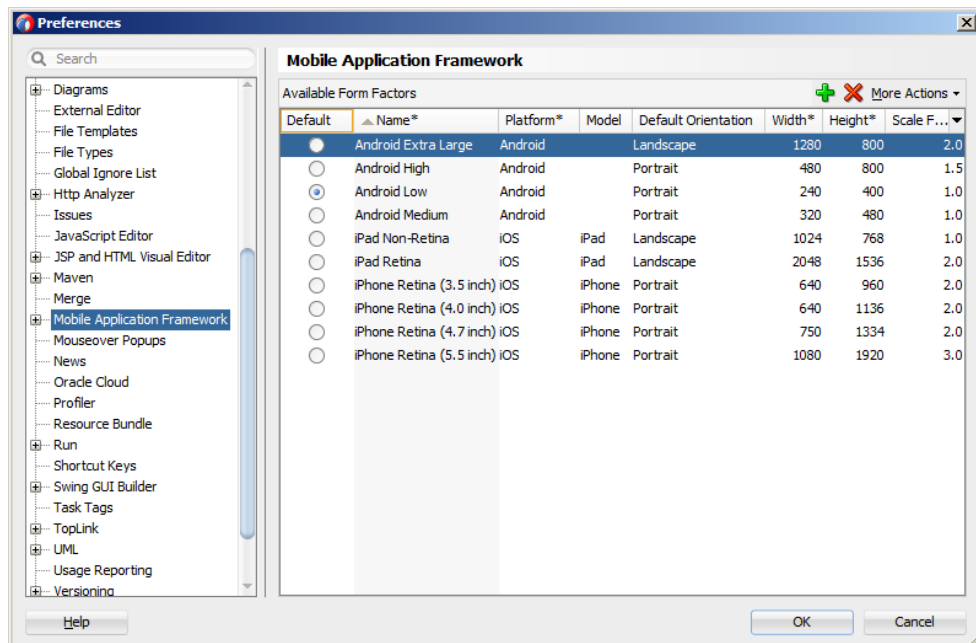 Preferences
Search
Diagrams
External Editor
File Templates
File Types
Global Ignore List
Http Analyzer
Issues
JavaScript Editor
JSP and HTML Visual Editor
Maven
Merge
Mobile Application Framework
Mouseover Popups
News
Oracle Cloud
Profiler
Resource Bundle
Run
Shortcut Keys
Swing GUI Builder
Task Tags
TopLink
UML
Usage Reporting
Versioning
Mobile Application Framework
Available Form Factors More Actions
Default Name* Platform* Model Default Orientation Width* Height* Scale F...
Android Extra Large Android Landscape 1280 800 2.0
Android High Android Portrait 480 800 1.5
Android Low Android Portrait 240 400 1.0
Android Medium Android Portrait 320 480 1.0
iPad Non-Retina iOS iPad Landscape 1024 768 1.0
iPad Retina iOS iPad Landscape 2048 1536 2.0
iPhone Retina (3.5 inch) iOS iPhone Portrait 640 960 2.0
iPhone Retina (4.0 inch) iOS iPhone Portrait 640 1136 2.0
iPhone Retina (4.7 inch) iOS iPhone Portrait 750 1334 2.0
iPhone Retina (5.5 inch) iOS iPhone Portrait 1080 1920 3.0
Help OK Cancel